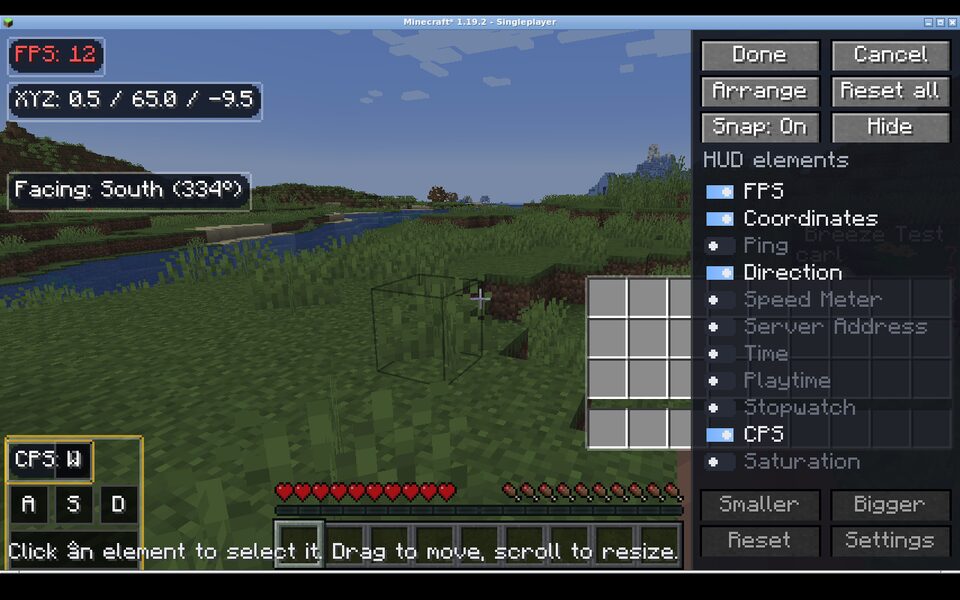 Minecraft* 1.19.2 - Singleplayer
FPS: 12
XYZ: 0.5 / 65.0 / -9.5
Facing: South (334º)
Done
Cancel
Arrange
Reset all
Snap: On
Hide
HUD elements
FPS
Coordinates
Ping
Direction
Speed Meter
Server Address
Time
Playtime
Stopwatch
CPS
Saturation
Smaller
Bigger
Reset
Settings
CPS W
A S D
Click an element to select it. Drag to move, scroll to resize.